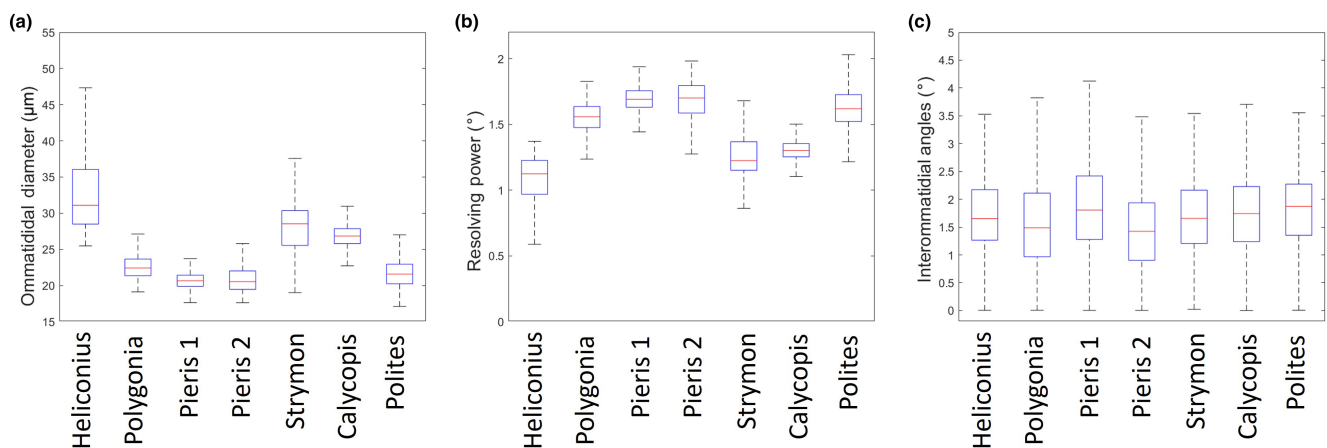 (a)
Ommatididal diameter (µm)
55
50
45
40
35
30
25
20
15
Heliconius
Polygonia
Pieris 1
Pieris 2
Strymon
Calycopis
Polites
(b)
Resolving power (°)
2
1.5
1
0.5
0
Heliconius
Polygonia
Pieris 1
Pieris 2
Strymon
Calycopis
Polites
(c)
Interommatidial angles (°)
5
4.5
4
3.5
3
2.5
2
1.5
1
0.5
0
Heliconius
Polygonia
Pieris 1
Pieris 2
Strymon
Calycopis
Polites